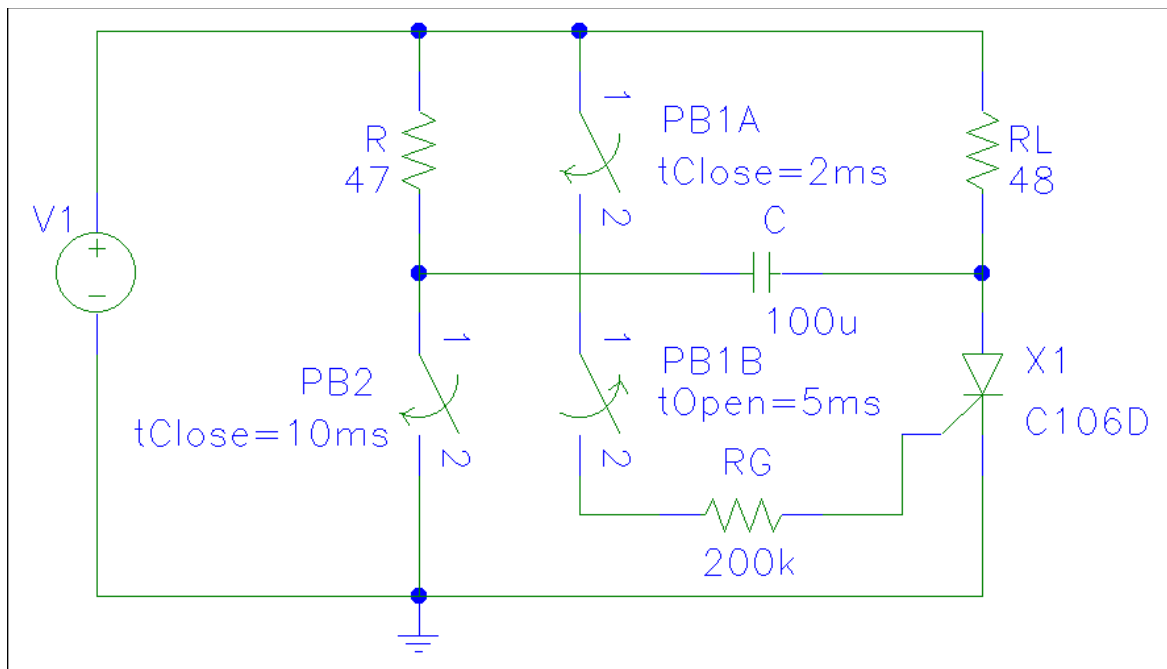 V1
+
−
R
47
1
PB1A
tClose=2ms
2
RL
48
C
100u
1
PB2
tClose=10ms
2
1
PB1B
tOpen=5ms
2
RG
200k
X1
C106D